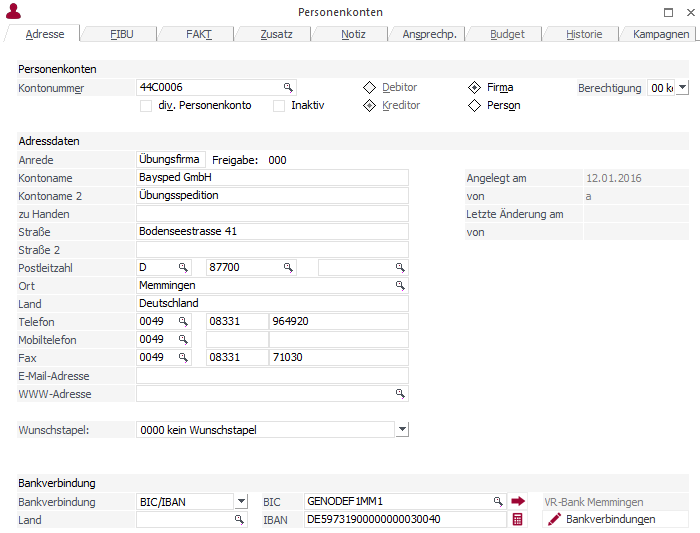 Personenkonten
Adresse FIBU FAKT Zusatz Notiz Ansprechp. Budget Historie Kampagnen
Personenkonten
Kontonummer 44C0006 Debitor Firma Berechtigung 00 k
div. Personenkonto Inaktiv Kreditor Person
Adressdaten
Anrede Übungsfirma Freigabe: 000
Kontoname Baysped GmbH Angelegt am 12.01.2016
Kontoname 2 Übungsspedition von a
zu Handen Letzte Änderung am
Straße Bodenseestrasse 41 von
Straße 2
Postleitzahl D 87700
Ort Memmingen
Land Deutschland
Telefon 0049 08331 964920
Mobiltelefon 0049
Fax 0049 08331 71030
E-Mail-Adresse
WWW-Adresse
Wunschstapel: 0000 kein Wunschstapel
Bankverbindung
Bankverbindung BIC/IBAN BIC GENODEF1MM1 VR-Bank Memmingen
Land IBAN DE59731900000000030040 Bankverbindungen